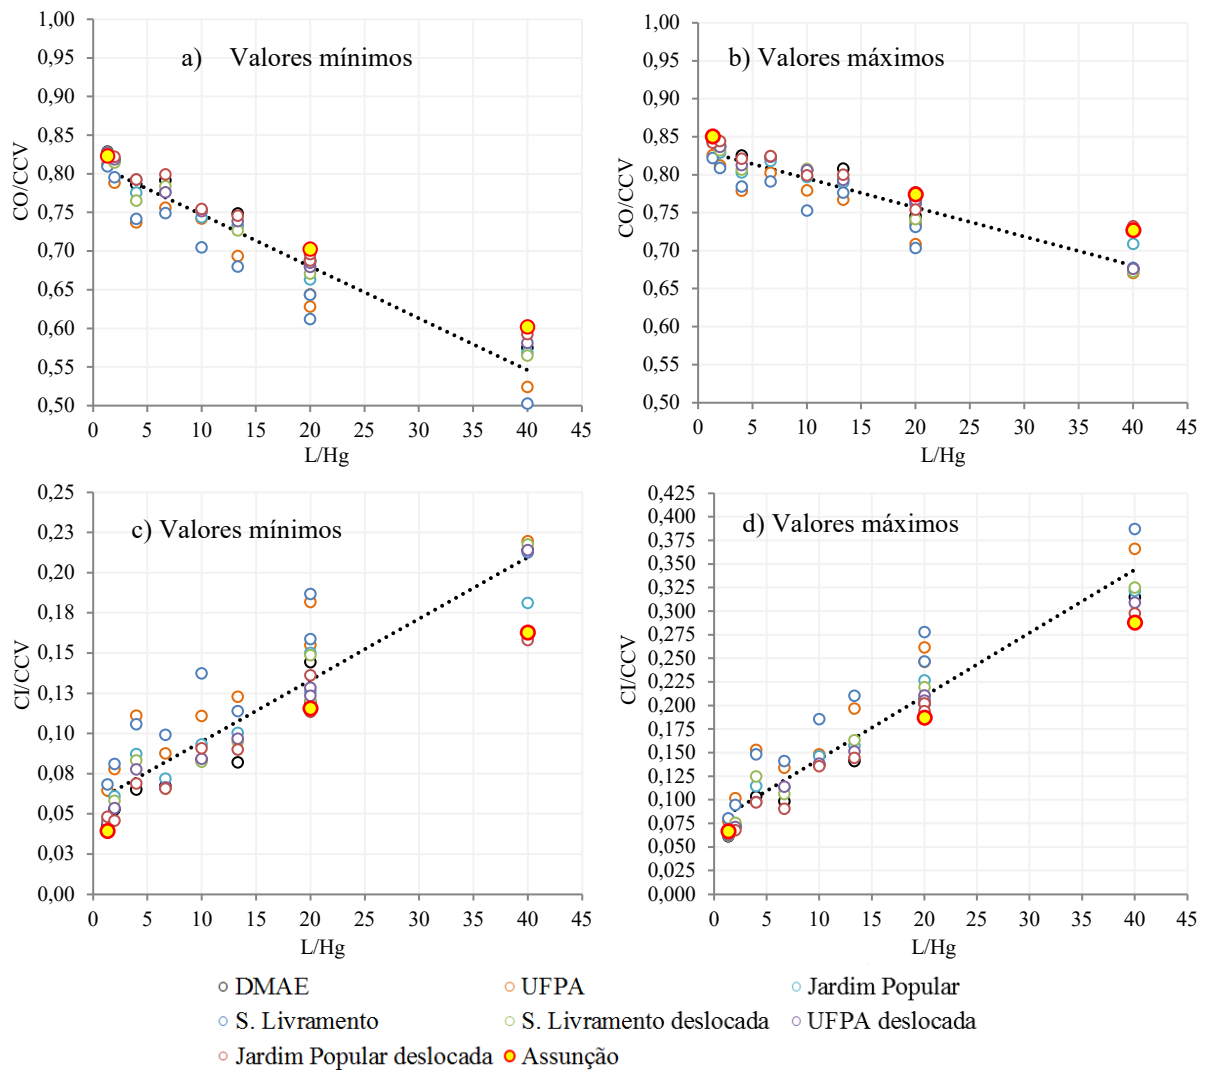 a) Valores mínimos
1,00
0,95
0,90
0,85
0,80
0,75
0,70
0,65
0,60
0,55
0,50
CO/CCV
0 5 10 15 20 25 30 35 40 45
L/Hg
b) Valores máximos
1,00
0,95
0,90
0,85
0,80
0,75
0,70
0,65
0,60
0,55
0,50
CO/CCV
0 5 10 15 20 25 30 35 40 45
L/Hg
c) Valores mínimos
0,25
0,23
0,20
0,18
0,15
0,13
0,10
0,08
0,05
0,03
0,00
CI/CCV
0 5 10 15 20 25 30 35 40 45
L/Hg
d) Valores máximos
0,425
0,400
0,375
0,350
0,325
0,300
0,275
0,250
0,225
0,200
0,175
0,150
0,125
0,100
0,075
0,050
0,025
0,000
CI/CCV
0 5 10 15 20 25 30 35 40 45
L/Hg
DMAE UFPA Jardim Popular
S. Livramento S. Livramento deslocada UFPA deslocada
Jardim Popular deslocada Assunção